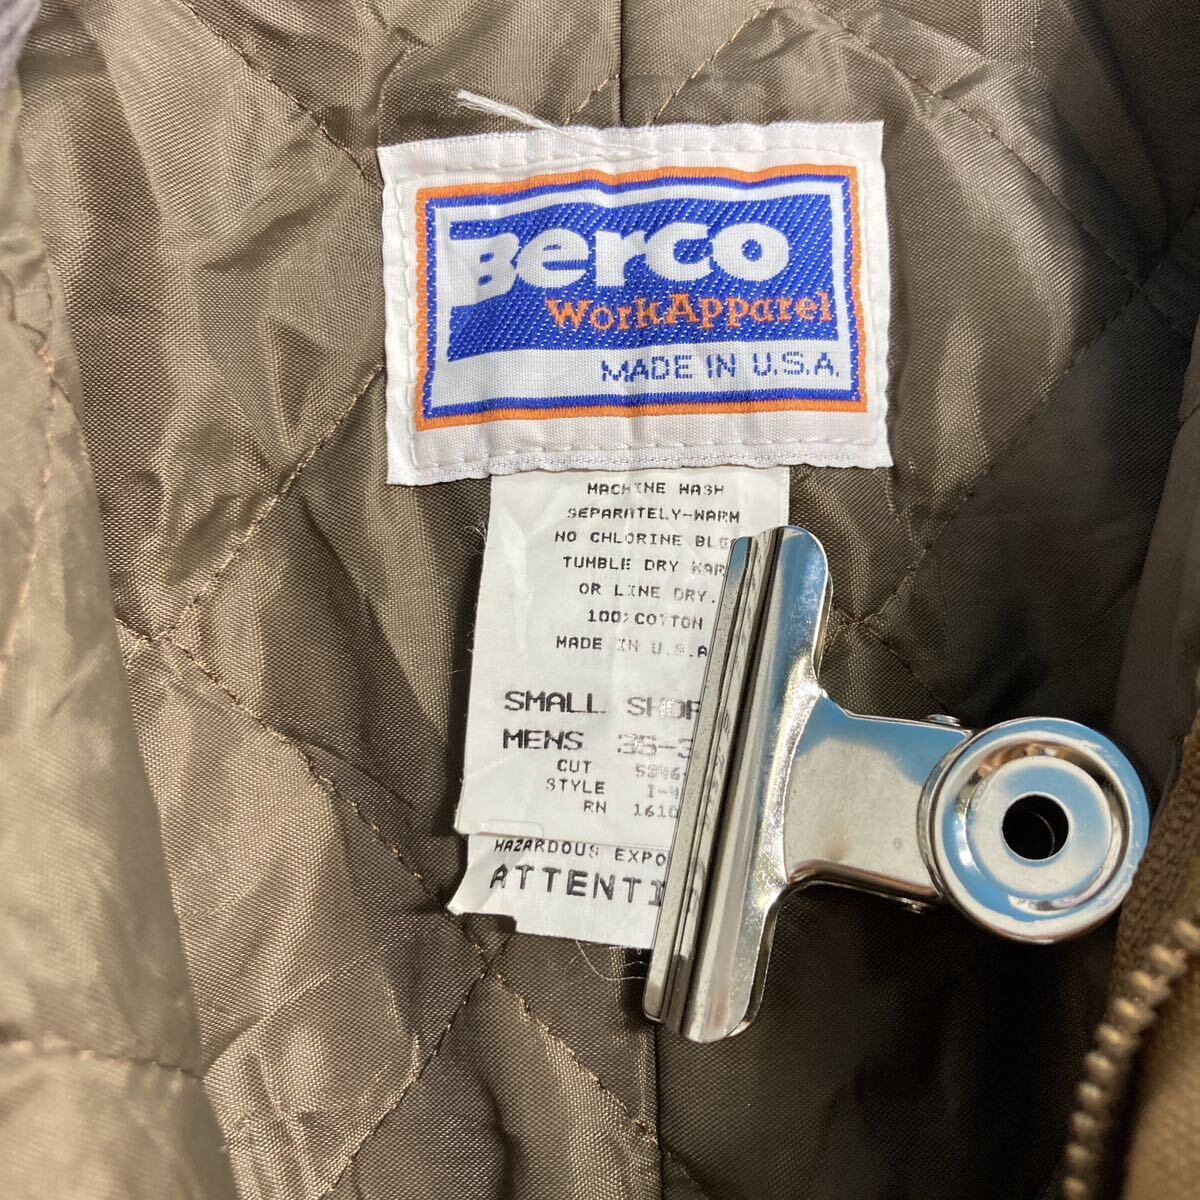 Berco
WorkApparel
MADE IN U.S.A.
MACHINE WASH
SEPARATELY-WARM
NO CHLORINE
TUMBLE DRY
OR LINE DRY.
100% COTTON
MADE IN U.S.A
SMALL
MENS
CUT
STYLE
RN
HAZARDOUS